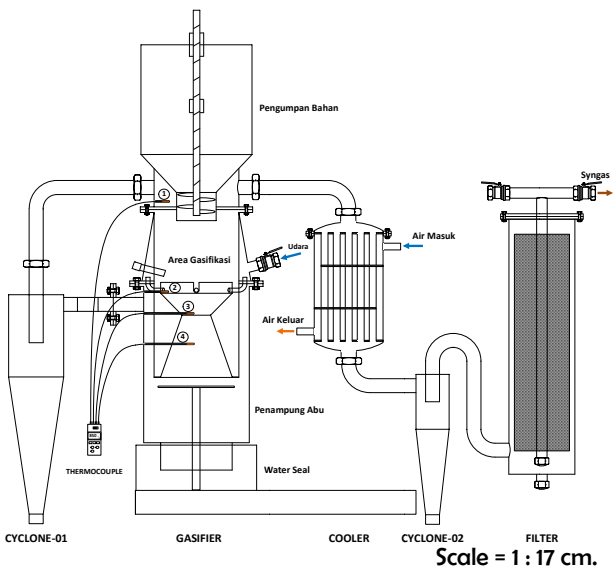 Pengumpan Bahan
Syngas
1
Air Masuk
Udara
Area Gasifikasi
2
3
Air Keluar
4
Penampung Abu
THERMOCOUPLE
Water Seal
CYCLONE-01
GASIFIER
COOLER
CYCLONE-02
FILTER
Scale = 1 : 17 cm.